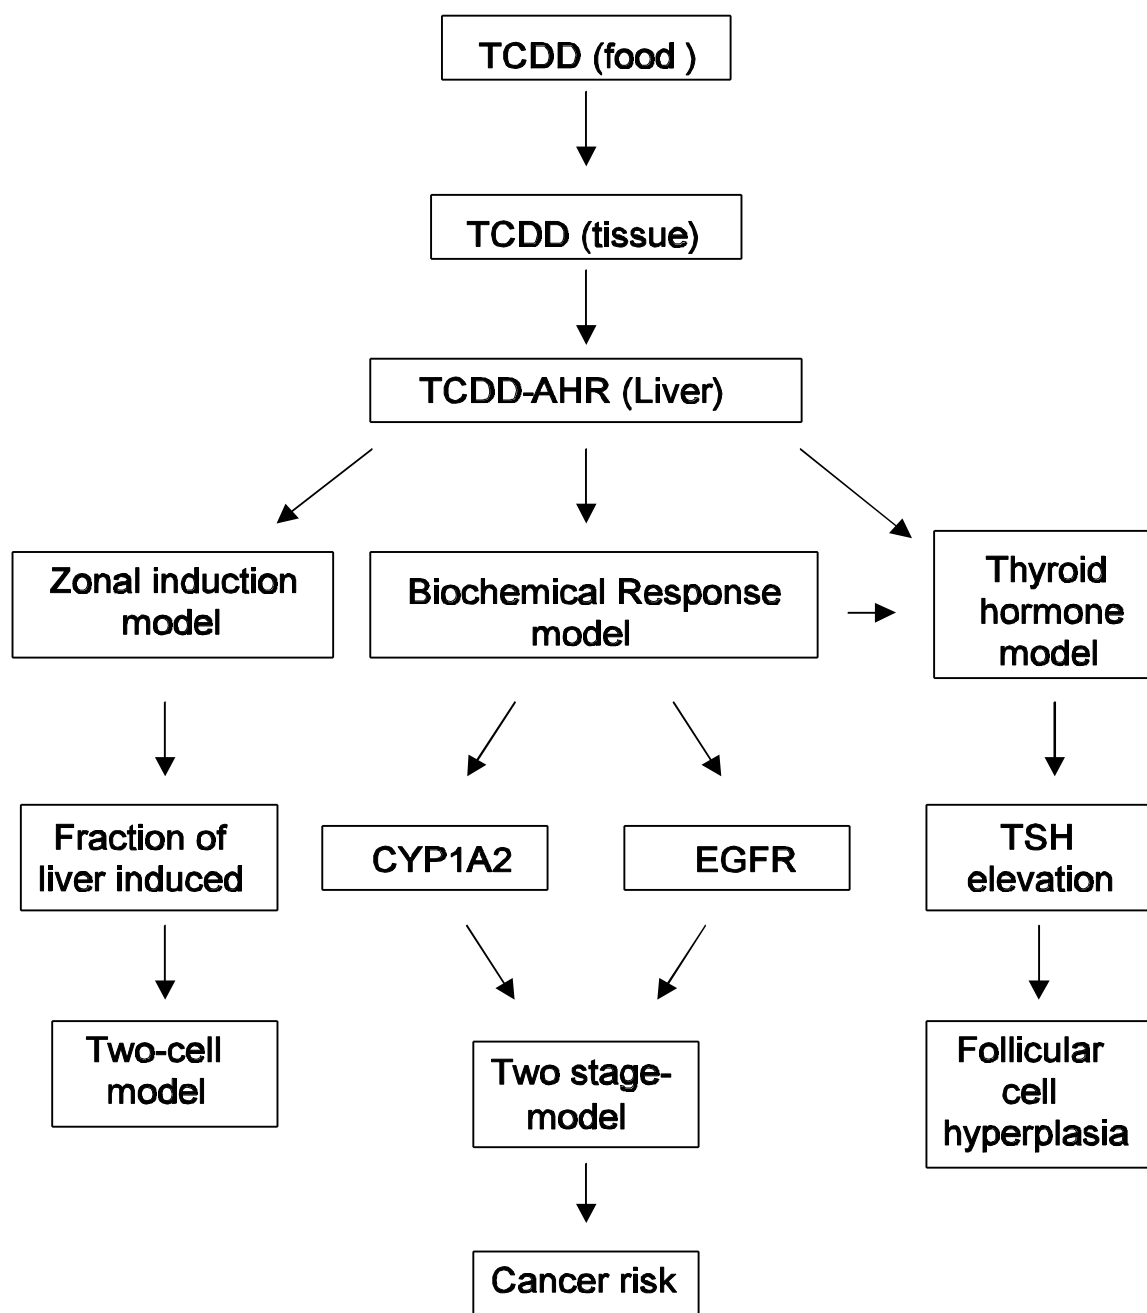 TCDD (food )
TCDD (tissue)
TCDD-AHR (Liver)
Zonal induction
model
Biochemical Response
model
Thyroid
hormone
model
Fraction of
liver induced
CYP1A2
EGFR
TSH
elevation
Two-cell
model
Two stage-
model
Follicular
cell
hyperplasia
Cancer risk